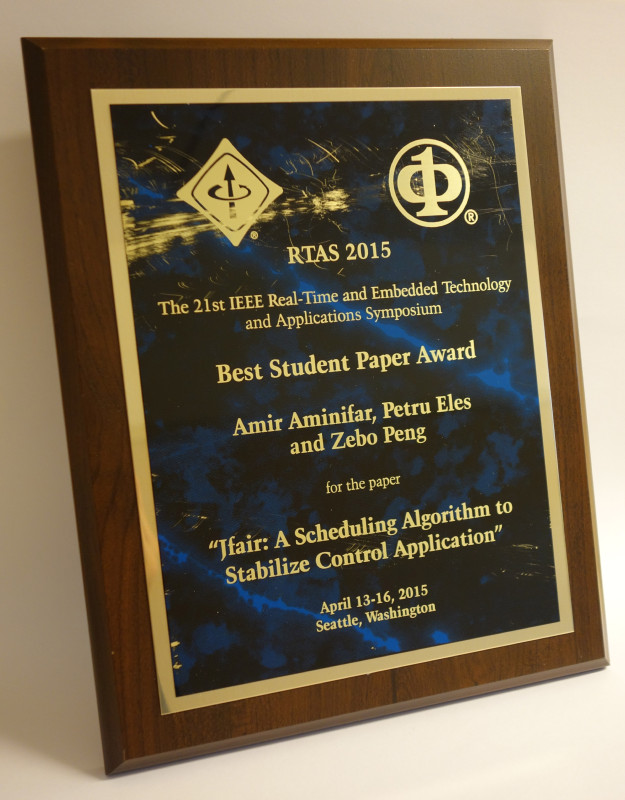 RTAS 2015
The 21st IEEE Real-Time and Embedded Technology
and Applications Symposium
Best Student Paper Award
Amir Aminifar, Petru Eles
and Zebo Peng
for the paper
“Jfair: A Scheduling Algorithm to
Stabilize Control Application”
April 13-16, 2015
Seattle, Washington